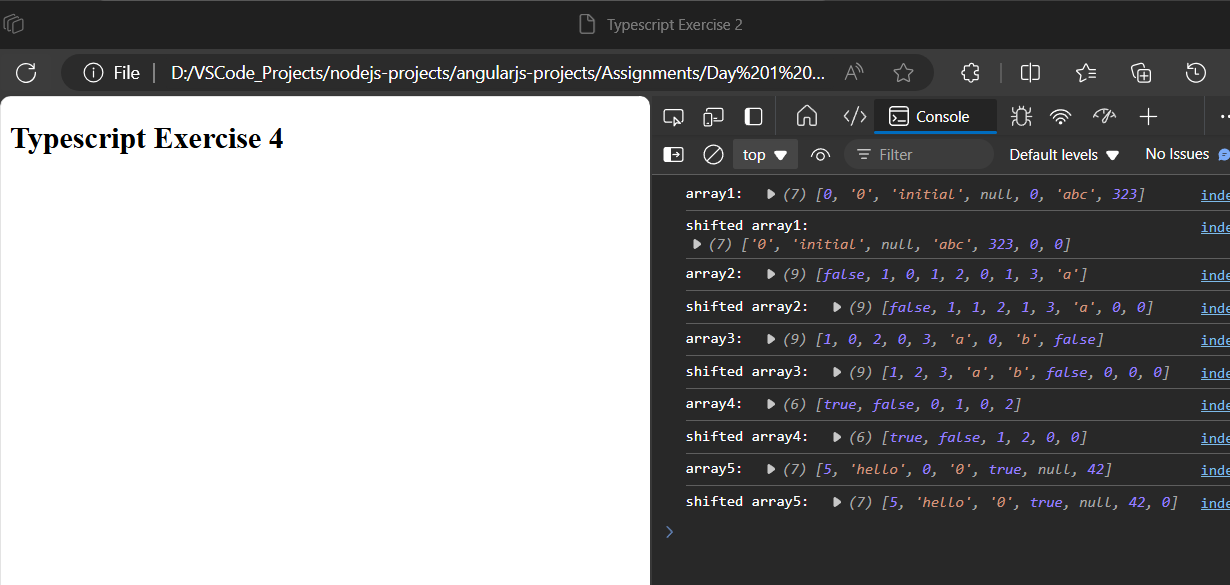 Typescript Exercise 2
File
D:/VSCode_Projects/nodejs-projects/angularjs-projects/Assignments/Day%201%20...
Typescript Exercise 4
Console
top
Filter
Default levels
No Issues
array1: (7) [0, '0', 'initial', null, 0, 'abc', 323] inde
shifted array1: inde
(7) ['0', 'initial', null, 'abc', 323, 0, 0]
array2: (9) [false, 1, 0, 1, 2, 0, 1, 3, 'a'] inde
shifted array2: (9) [false, 1, 1, 2, 1, 3, 'a', 0, 0] inde
array3: (9) [1, 0, 2, 0, 3, 'a', 0, 'b', false] inde
shifted array3: (9) [1, 2, 3, 'a', 'b', false, 0, 0, 0] inde
array4: (6) [true, false, 0, 1, 0, 2] inde
shifted array4: (6) [true, false, 1, 2, 0, 0] inde
array5: (7) [5, 'hello', 0, '0', true, null, 42] inde
shifted array5: (7) [5, 'hello', '0', true, null, 42, 0] inde